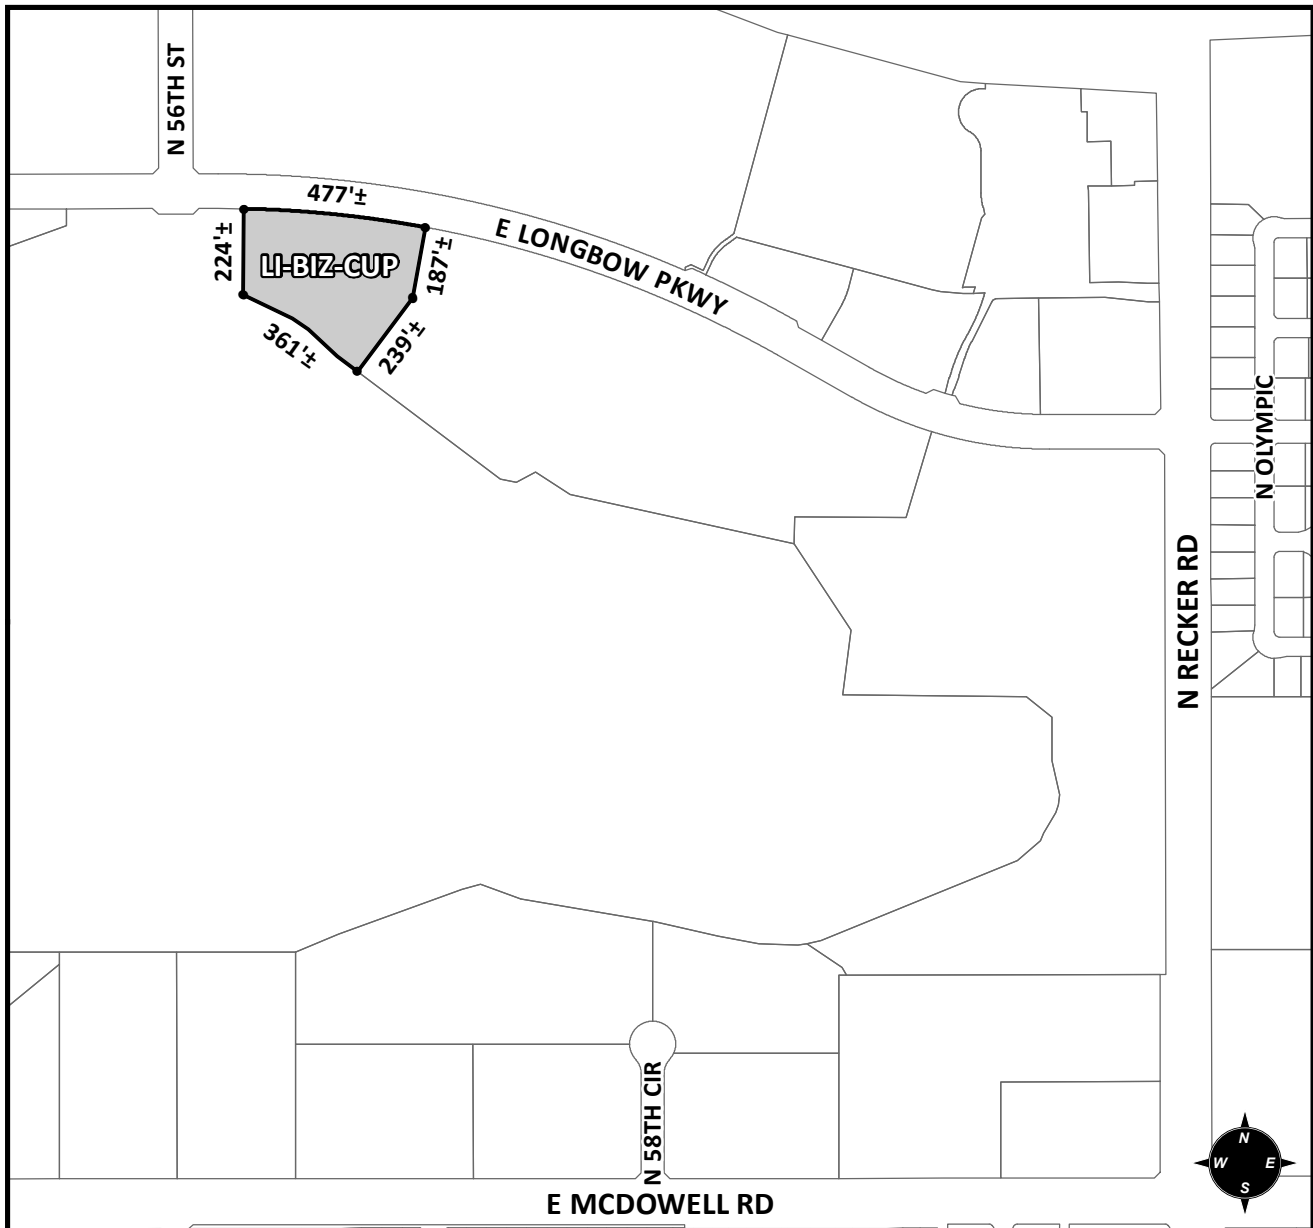 N 56TH ST
477'±
224'±
LI-BIZ-CUP
187'±
E LONGBOW PKWY
361'±
239'±
N OLYMPIC
N RECKER RD
N 58TH CIR
E MCDOWELL RD
N
W E
S